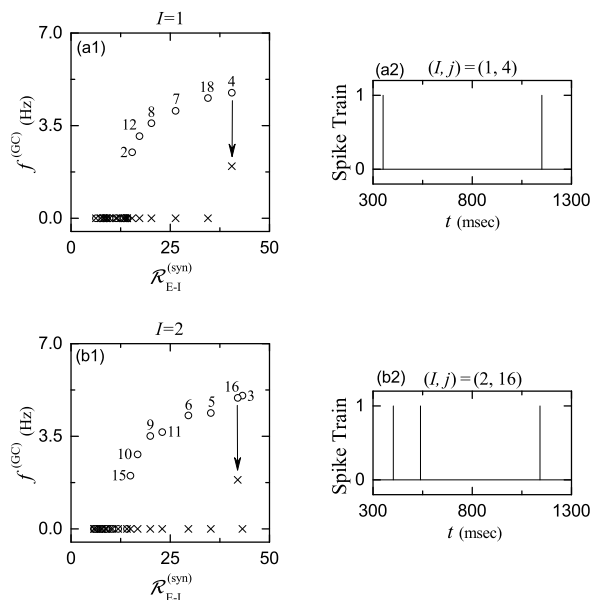 I=1
7.0
(a1)
18 4
7
8
12
2
3.5
0.0
f (GC) (Hz)
0 25 50
R E-I (syn)
(a2) (I, j) = (1, 4)
Spike Train
1
0
300 800 1300
t (msec)
I=2
7.0
(b1)
16 3
6 5
9 11
10
15
3.5
0.0
f (GC) (Hz)
0 25 50
R E-I (syn)
(b2) (I, j) = (2, 16)
Spike Train
1
0
300 800 1300
t (msec)